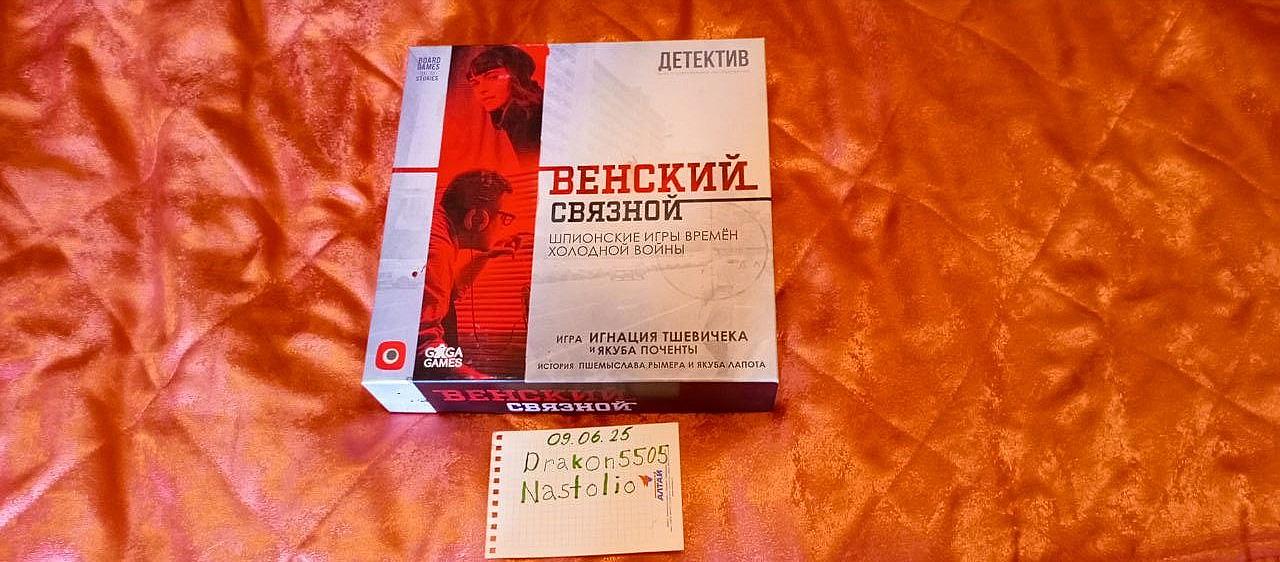 BOARD
GAMES
STORIES
ДЕТЕКТИВ
ВЕНСКИЙ
СВЯЗНОЙ
ШПИОНСКИЕ ИГРЫ ВРЕМЁН
ХОЛОДНОЙ ВОЙНЫ
ИГРА ИГНАЦИЯ ТШЕВИЧЕКА
И ЯКУБА ПОЧЕНТЫ
ИСТОРИЯ ПШЕМЫСЛАВА РЫМЕРА И ЯКУБА ЛАПОТА
GAGA
GAMES
ВЕНСКИЙ
СВЯЗНОЙ
09.06.25
Drakon5505
Nastolio
АЛТАЙ